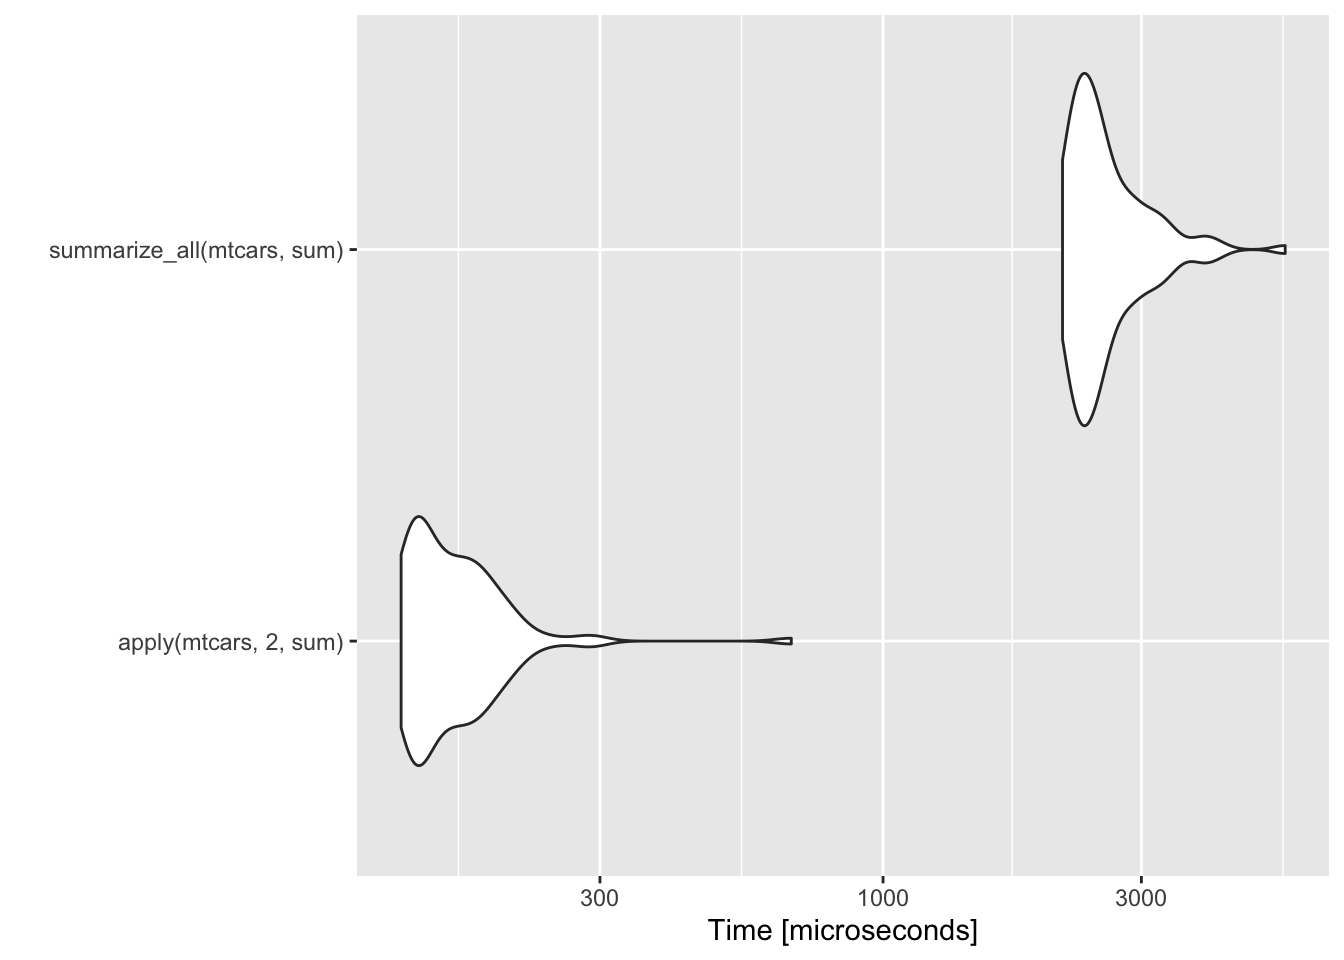 summarize_all(mtcars, sum)
apply(mtcars, 2, sum)
300 1000 3000
Time [microseconds]